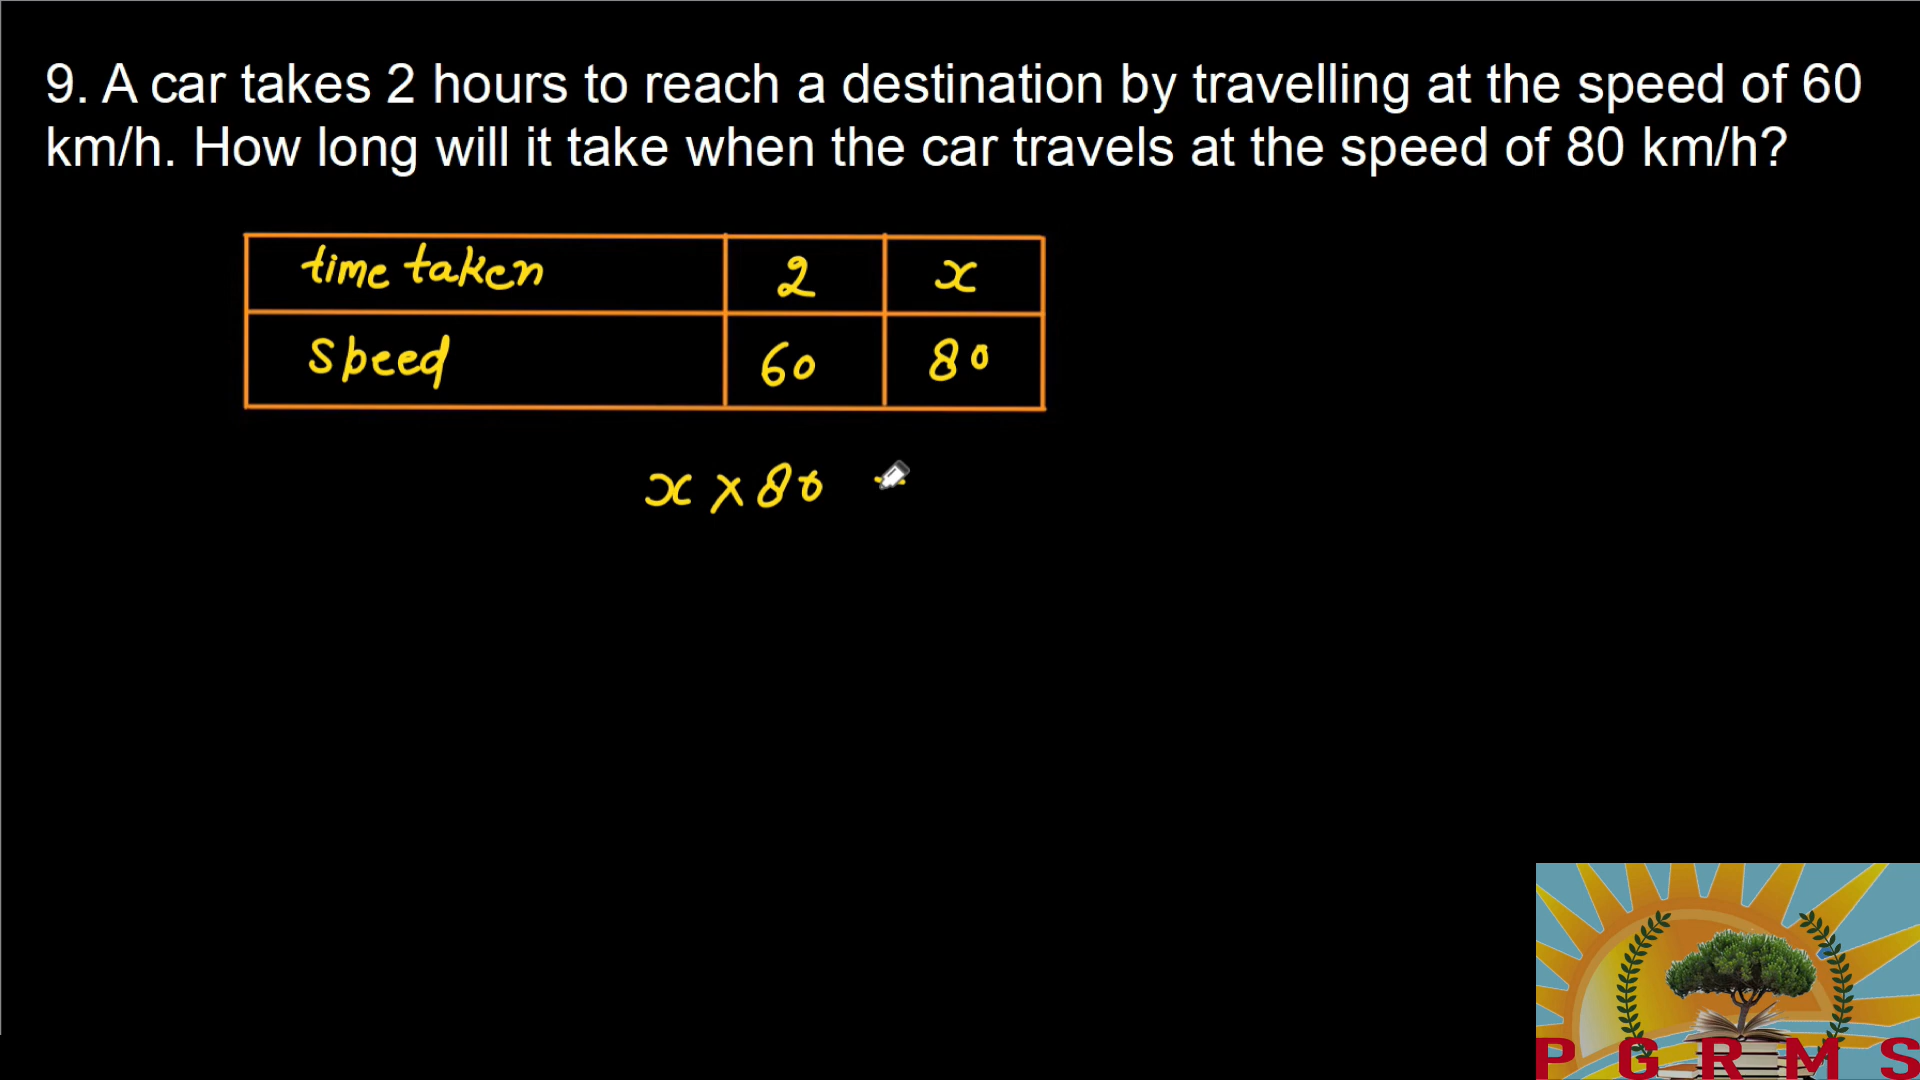 9. A car takes 2 hours to reach a destination by travelling at the speed of 60
km/h. How long will it take when the car travels at the speed of 80 km/h?
time taken 2 x
Speed 60 80
x × 80 =
P G R M S